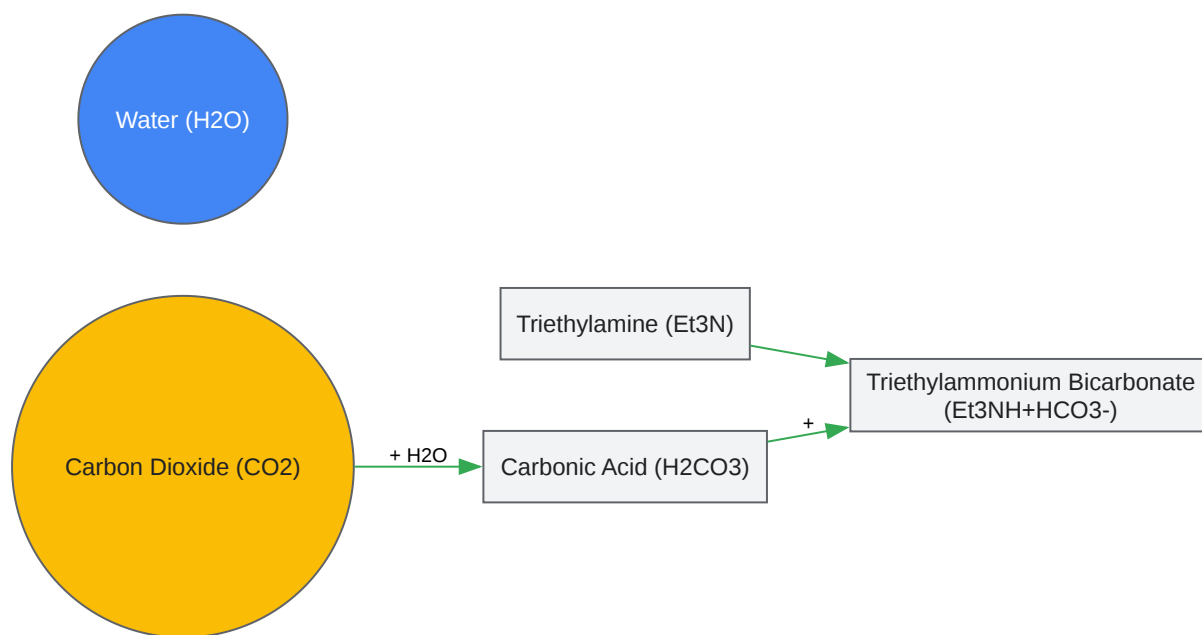 Water (H2O)
Triethylamine (Et3N)
Triethylammonium Bicarbonate
(Et3NH+HCO3-)
+
Carbon Dioxide (CO2)
+ H2O
Carbonic Acid (H2CO3)